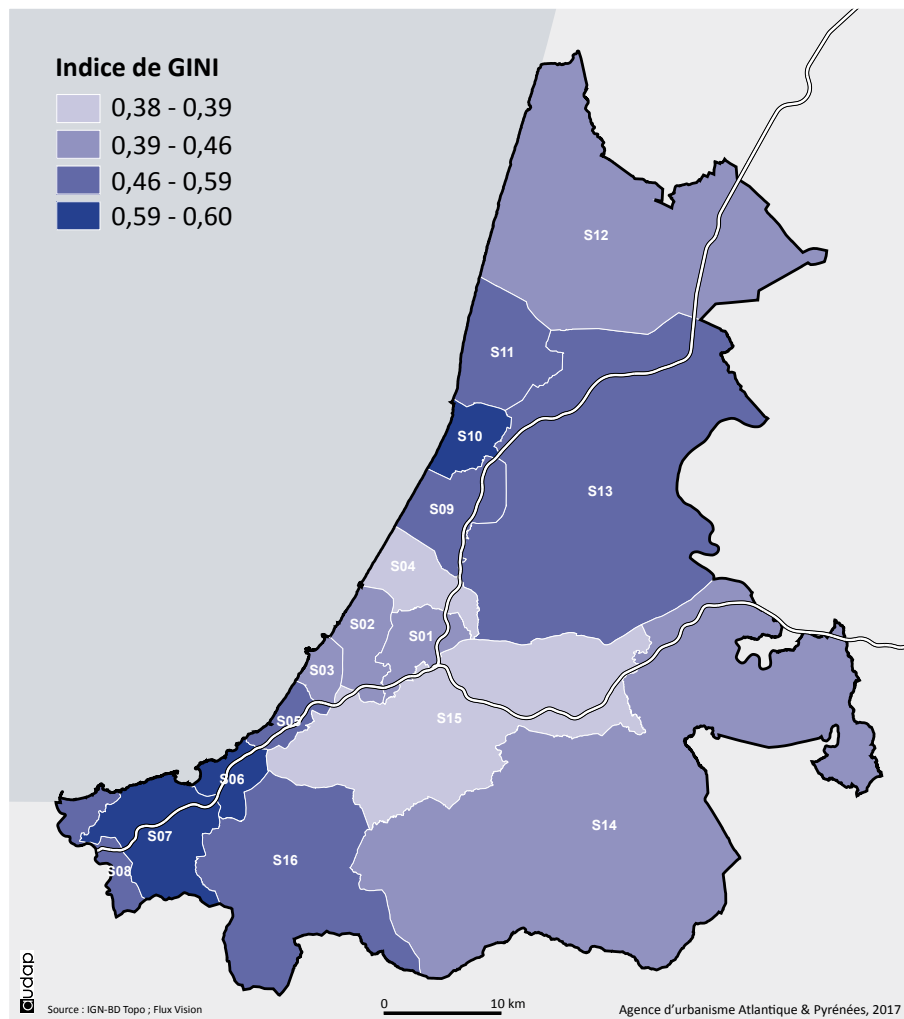 Indice de GINI
0,38 - 0,39
0,39 - 0,46
0,46 - 0,59
0,59 - 0,60
S12
S11
S10
S13
S09
S04
S02
S01
S03
S05
S15
S06
S07
S14
S16
S08
audap
Source : IGN-BD Topo ; Flux Vision
0 10 km
Agence d’urbanisme Atlantique & Pyrénées, 2017